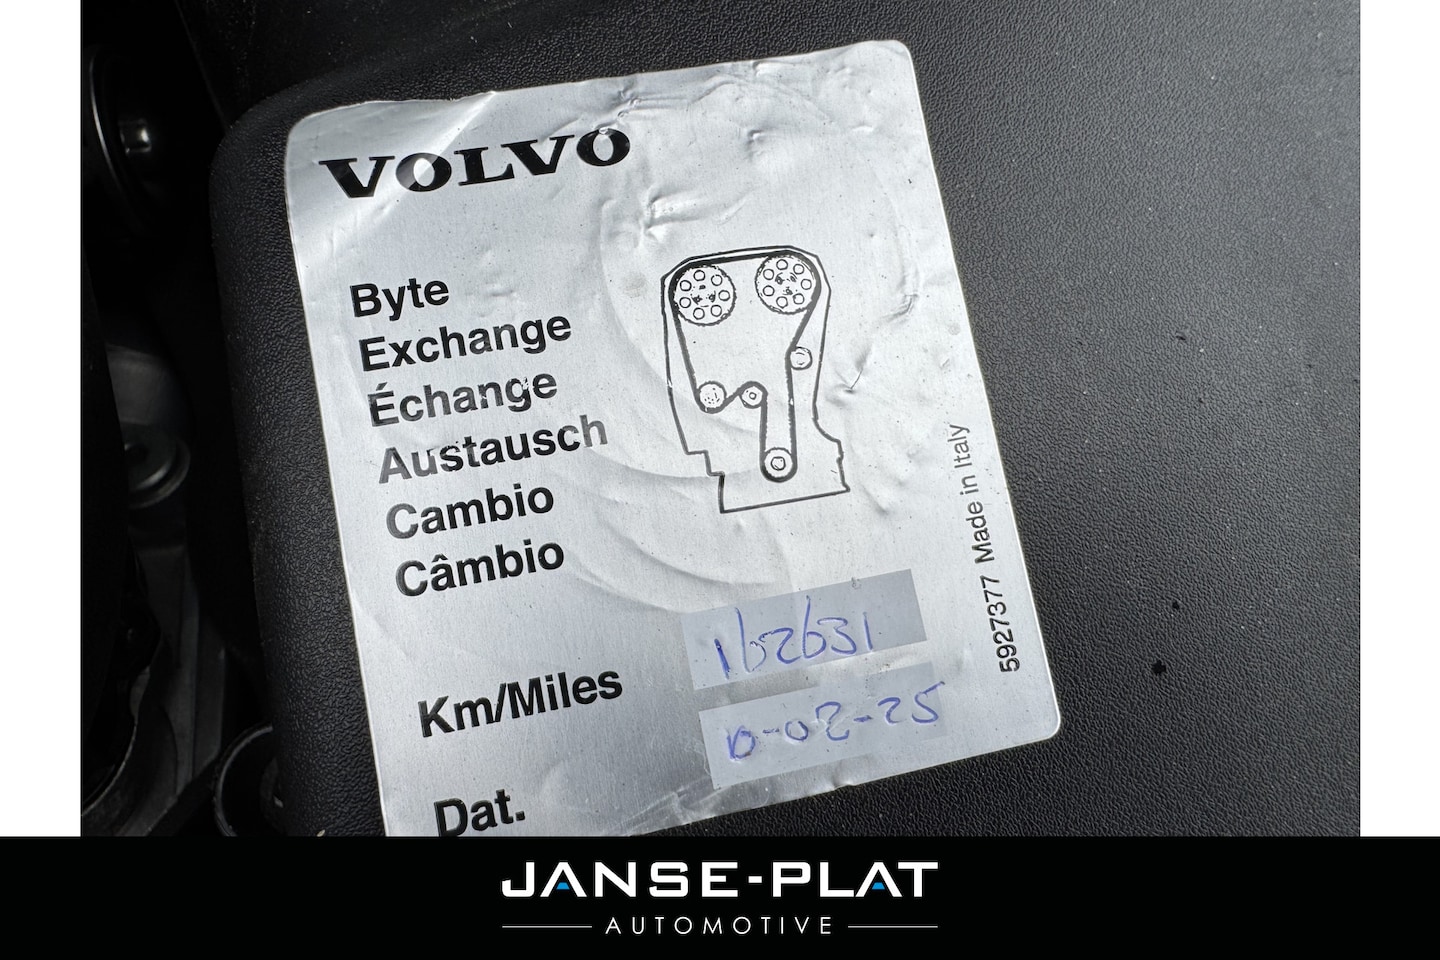 VOLVO
Byte
Exchange
Échange
Austausch
Cambio
Câmbio
Km/Miles 162631
Dat. 10-02-25
5927377 Made in Italy
JANSE-PLAT
AUTOMOTIVE